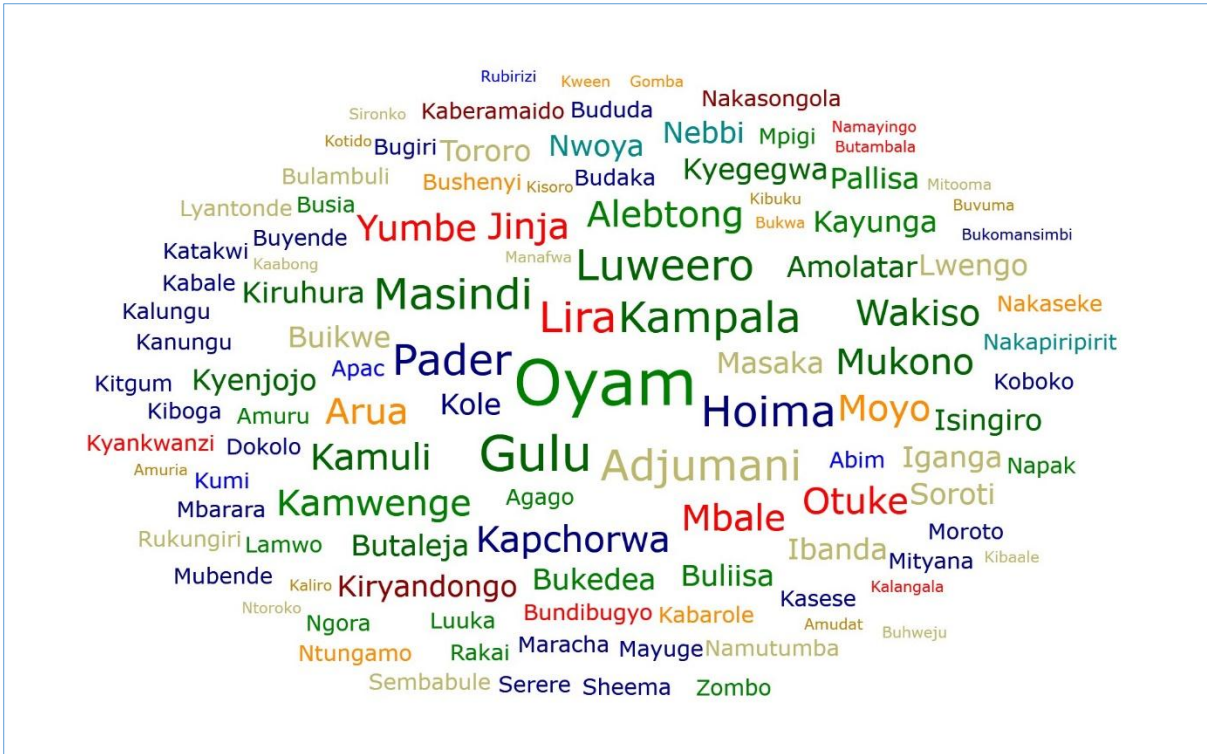 Rubirizi Kween Gomba
Sironko Kaberamaido Bududa Nakasongola
Kotido Bugiri Tororo Nwoya Nebbi Mpigi Namayingo
Butambala
Bulambuli Bushenyi Kisoro Budaka Kyegegwa Pallisa Mitooma
Lyantonde Busia Yumbe Jinja Alebtong Kibuku Bukwa Kayunga Buvuma
Katakwi Buyende Bukomansimbi
Kabale Kaabong Kiruhura Masindi Manafwa Luweero Amolatar Lwengo
Kalungu Lira Kampala Wakiso Nakaseke
Kanungu Buikwe Nakapiripirit
Kitgum Kyenjojo Apac Pader Oyam Masaka Mukono Koboko
Kiboga Amuru Arua Kole Hoima Moyo Isingiro
Kyankwanzi Dokolo
Amuria Kumi Kamuli Gulu Adjumani Abim Iganga Napak
Mbarara Kamwenge Agago Otuke Soroti
Rukungiri Lamwo Butaleja Kapchorwa Mbale Ibanda Moroto
Mityana Kibaale
Mubende Kaliro Kiryandongo Bukedea Buliisa Kasese Kalangala
Ntoroko Ngora Luuka Bundibugyo Kabarole Amudat Buhweju
Ntungamo Rakai Maracha Mayuge Namutumba
Sembabule Serere Sheema Zombo